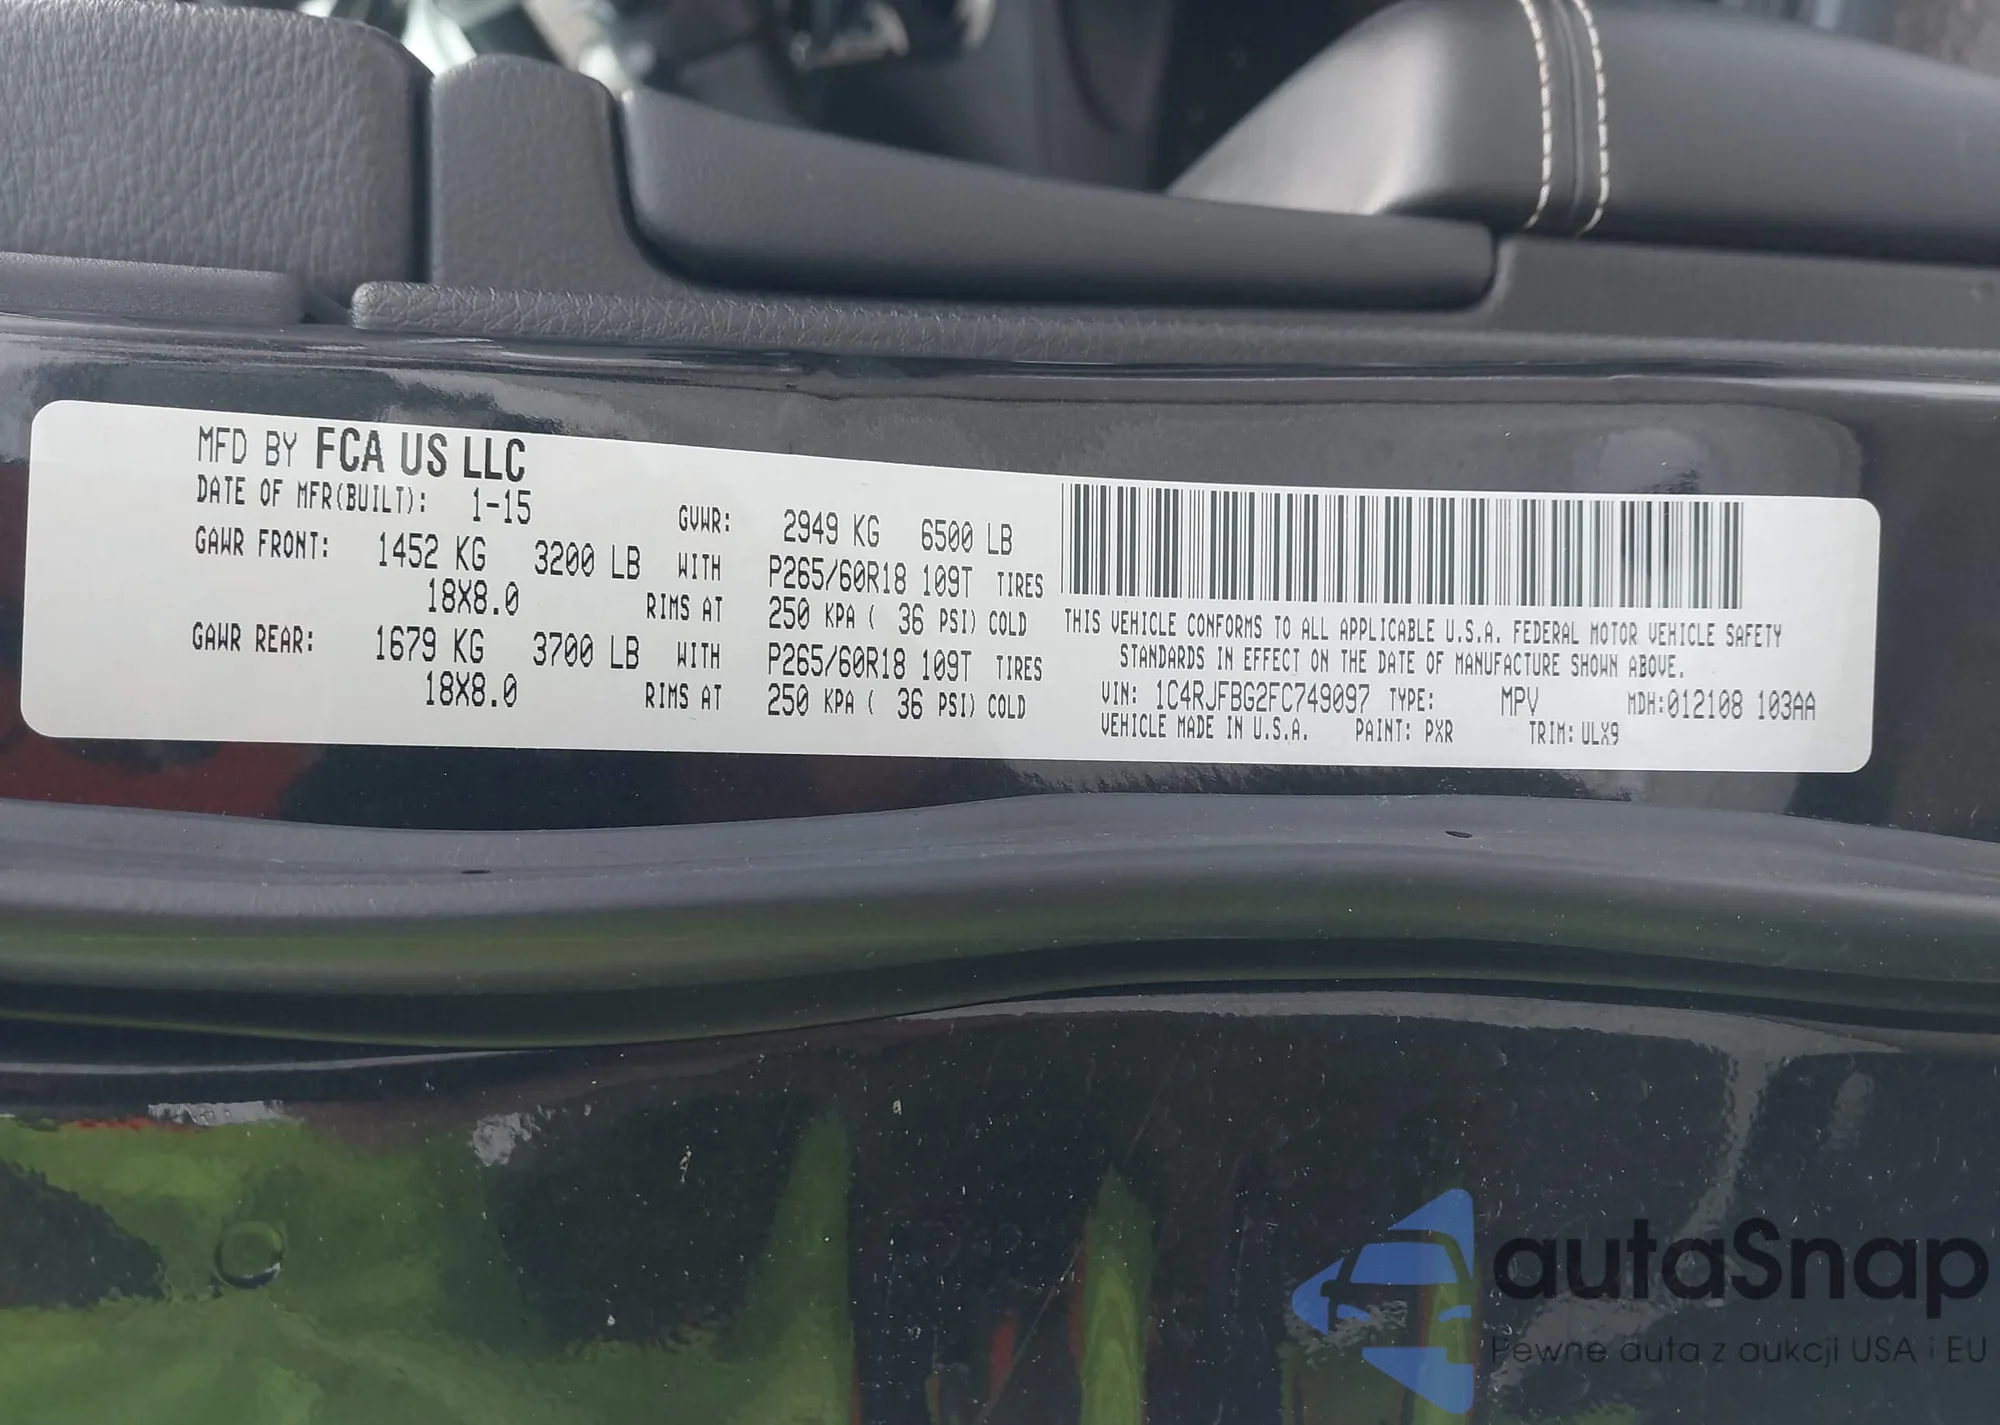 MFD BY FCA US LLC
DATE OF MFR(BUILT): 1-15 GVWR: 2949 KG 6500 LB
GAWR FRONT: 1452 KG 3200 LB WITH P265/60R18 109T TIRES
18X8.0 RIMS AT 250 KPA ( 36 PSI) COLD
GAWR REAR: 1679 KG 3700 LB WITH P265/60R18 109T TIRES
18X8.0 RIMS AT 250 KPA ( 36 PSI) COLD
THIS VEHICLE CONFORMS TO ALL APPLICABLE U.S.A. FEDERAL MOTOR VEHICLE SAFETY
STANDARDS IN EFFECT ON THE DATE OF MANUFACTURE SHOWN ABOVE.
VIN: 1C4RJFBG2FC749097 TYPE: MPV MDH:012108 103AA
VEHICLE MADE IN U.S.A. PAINT: PXR TRIM: ULX9
autaSnap
Pewne auta z aukcji USA i EU